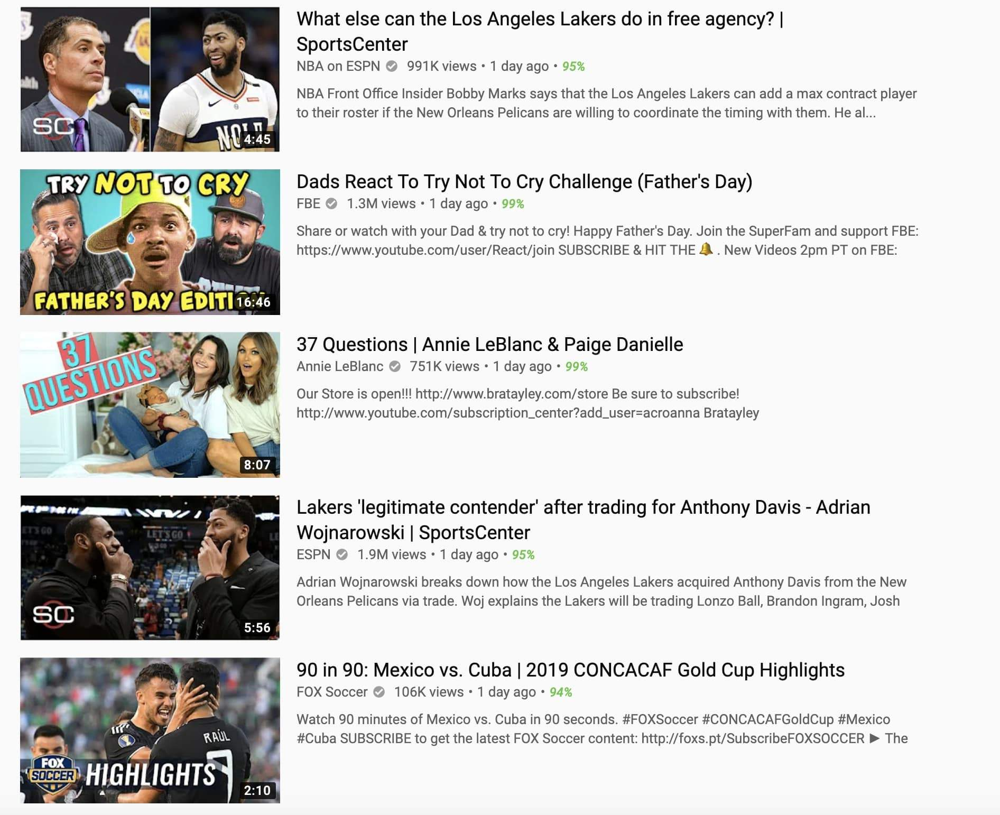 What else can the Los Angeles Lakers do in free agency? |
SportsCenter
NBA on ESPN 991K views • 1 day ago • 95%
NBA Front Office Insider Bobby Marks says that the Los Angeles Lakers can add a max contract player
to their roster if the New Orleans Pelicans are willing to coordinate the timing with them. He al...
SC
4:45
TRY NOT TO CRY
FATHER'S DAY EDITI
16:46
Dads React To Try Not To Cry Challenge (Father's Day)
FBE 1.3M views • 1 day ago • 99%
Share or watch with your Dad & try not to cry! Happy Father's Day. Join the SuperFam and support FBE:
https://www.youtube.com/user/React/join SUBSCRIBE & HIT THE 🔔 . New Videos 2pm PT on FBE:
37
QUESTIONS
8:07
37 Questions | Annie LeBlanc & Paige Danielle
Annie LeBlanc 751K views • 1 day ago • 99%
Our Store is open!!! http://www.bratayley.com/store Be sure to subscribe!
http://www.youtube.com/subscription_center?add_user=acroanna Bratayley
LET'S GO
SC
5:56
Lakers 'legitimate contender' after trading for Anthony Davis - Adrian
Wojnarowski | SportsCenter
ESPN 1.9M views • 1 day ago • 95%
Adrian Wojnarowski breaks down how the Los Angeles Lakers acquired Anthony Davis from the New
Orleans Pelicans via trade. Woj explains the Lakers will be trading Lonzo Ball, Brandon Ingram, Josh
RAÚL
FOX
SOCCER
HIGHLIGHTS
2:10
90 in 90: Mexico vs. Cuba | 2019 CONCACAF Gold Cup Highlights
FOX Soccer 106K views • 1 day ago • 94%
Watch 90 minutes of Mexico vs. Cuba in 90 seconds. #FOXSoccer #CONCACAFGoldCup #Mexico
#Cuba SUBSCRIBE to get the latest FOX Soccer content: http://foxs.pt/SubscribeFOXSOCCER ► The